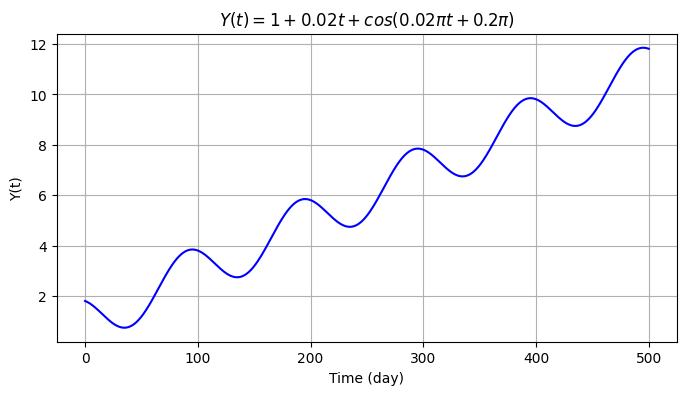 Y(t) = 1 + 0.02t + cos(0.02πt + 0.2π)
12
10
8
6
4
2
Y(t)
0 100 200 300 400 500
Time (day)